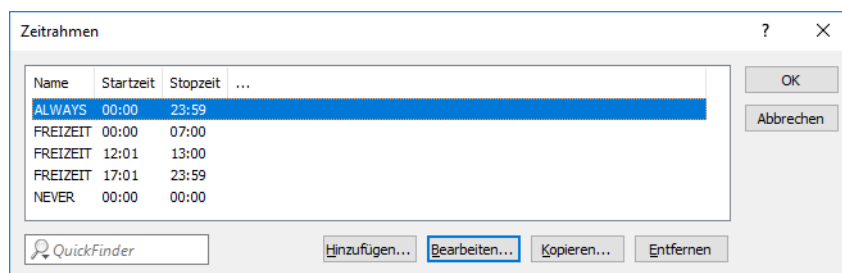 Zeitrahmen ?
Name Startzeit Stopzeit ...
ALWAYS 00:00 23:59
FREIZEIT 00:00 07:00
FREIZEIT 12:01 13:00
FREIZEIT 17:01 23:59
NEVER 00:00 00:00
OK
Abbrechen
QuickFinder
Hinzufügen... Bearbeiten... Kopieren... Entfernen